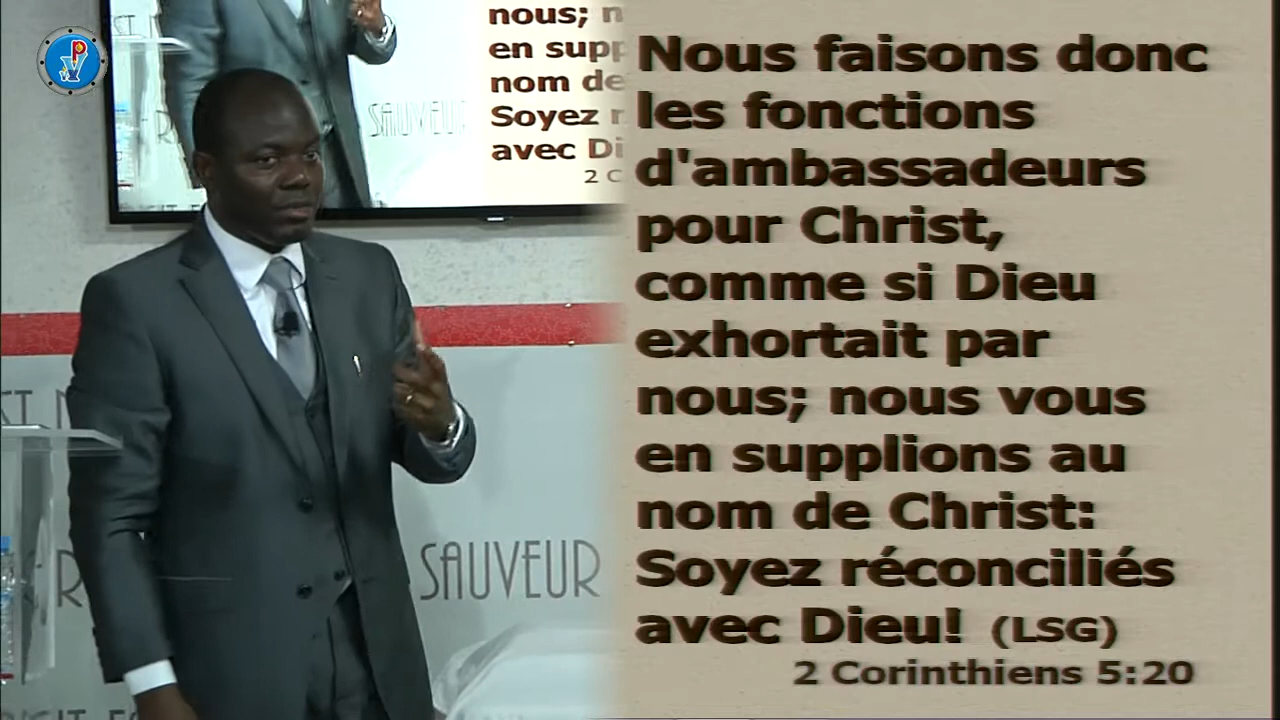 nous; n
en supp
nom de
Soyez r
avec Di
2 C
SAUVEUR
Nous faisons donc
les fonctions
d'ambassadeurs
pour Christ,
comme si Dieu
exhortait par
nous; nous vous
en supplions au
nom de Christ:
Soyez réconciliés
avec Dieu! (LSG)
2 Corinthiens 5:20
SAUVEUR